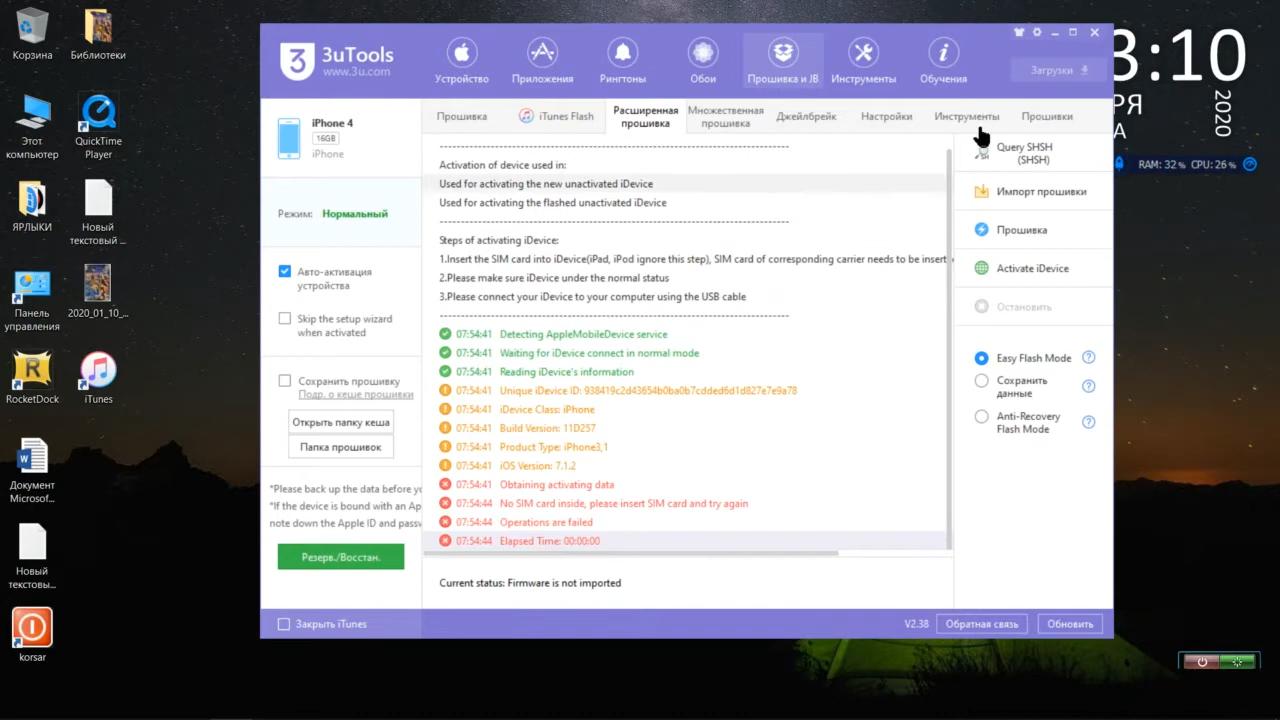 Корзина
Библиотеки
Этот
компьютер
QuickTime
Player
ЯРЛЫКИ
Новый
текстовый ...
Панель
управления
2020_01_10_...
RocketDock
iTunes
Документ
Microsof...
Новый
текстовы...
korsar
3
3uTools
www.3u.com
Устройство
Приложения
Рингтоны
Обои
Прошивка и JB
Инструменты
Обучения
Загрузки
iPhone 4
16GB
iPhone
Режим: Нормальный
Авто-активация
устройства
Skip the setup wizard
when activated
Сохранить прошивку
Подр. о кеше прошивки
Открыть папку кеша
Папка прошивок
*Please back up the data before yo
*If the device is bound with an Ap
note down the Apple ID and passw
Резерв./Восстан.
Прошивка
iTunes Flash
Расширенная
прошивка
Множественная
прошивка
Джейлбрейк
Настройки
Инструменты
Прошивки
--------------------------------------------------------------------------------
Activation of device used in:
Used for activating the new unactivated iDevice
Used for activating the flashed unactivated iDevice
--------------------------------------------------------------------------------
Steps of activating iDevice:
1.Insert the SIM card into iDevice(iPad, iPod ignore this step), SIM card of corresponding carrier needs to be insert
2.Please make sure iDevice under the normal status
3.Please connect your iDevice to your computer using the USB cable
--------------------------------------------------------------------------------
07:54:41 Detecting AppleMobileDevice service
07:54:41 Waiting for iDevice connect in normal mode
07:54:41 Reading iDevice's information
07:54:41 Unique iDevice ID: 938419c2d43654b0ba0b7cdded6d1d827e7e9a78
07:54:41 iDevice Class: iPhone
07:54:41 Build Version: 11D257
07:54:41 Product Type: iPhone3,1
07:54:41 iOS Version: 7.1.2
07:54:41 Obtaining activating data
07:54:44 No SIM card inside, please insert SIM card and try again
07:54:44 Operations are failed
07:54:44 Elapsed Time: 00:00:00
Current status: Firmware is not imported
Query SHSH
(SHSH)
Импорт прошивки
Прошивка
Activate iDevice
Остановить
Easy Flash Mode
Сохранить
данные
Anti-Recovery
Flash Mode
Закрыть iTunes
V2.38
Обратная связь
Обновить
3:10
РЯ
А
2020
RAM: 32 % CPU: 26 %